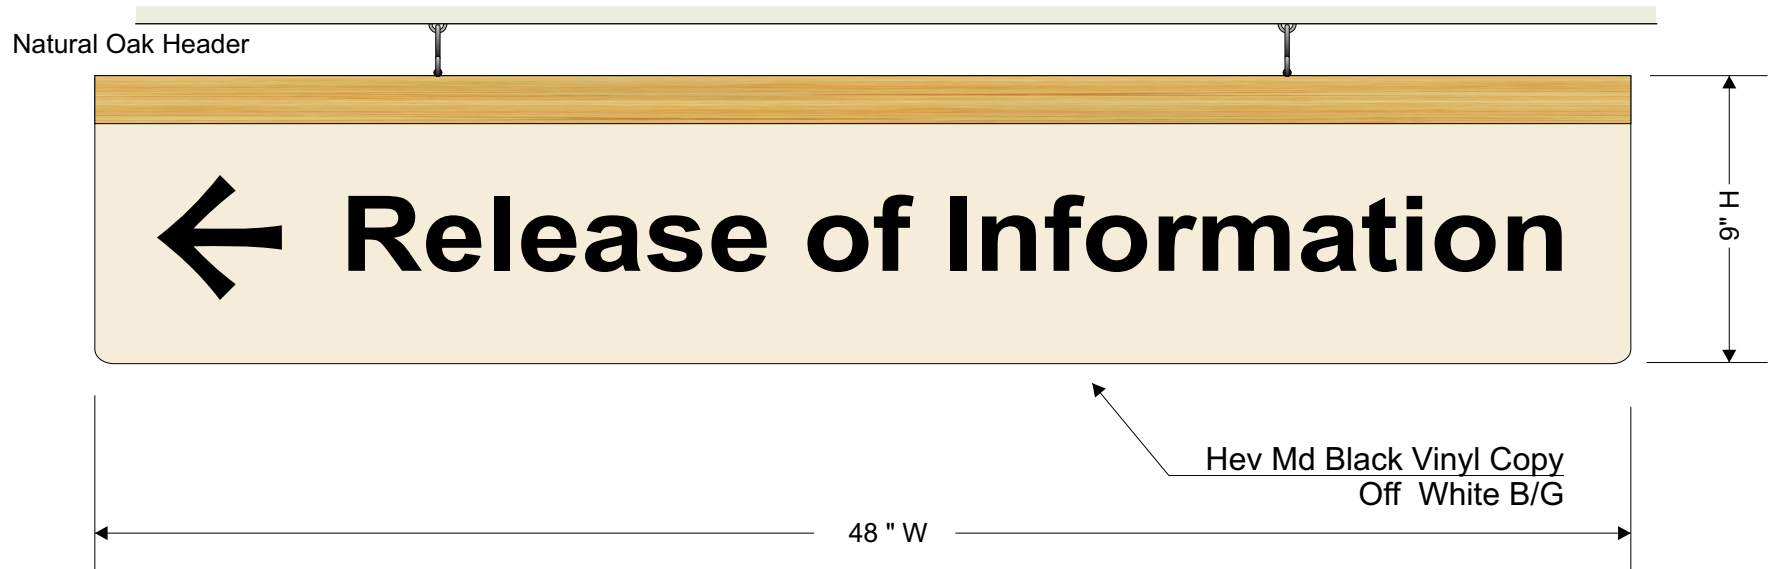 Natural Oak Header
← Release of Information
9" H
Hev Md Black Vinyl Copy
Off  White B/G
48 " W